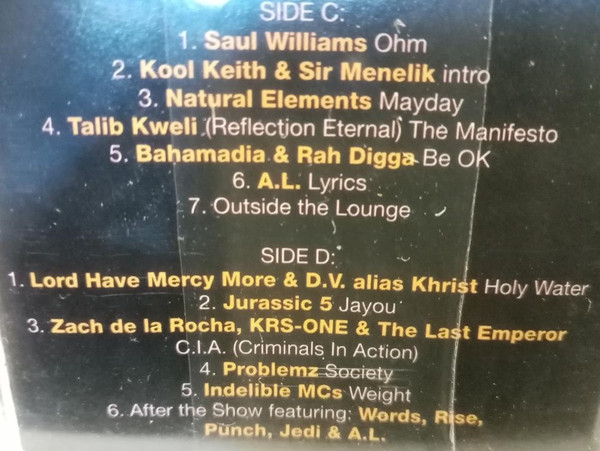 SIDE C:
1. Saul Williams Ohm
2. Kool Keith & Sir Menelik intro
3. Natural Elements Mayday
4. Talib Kweli (Reflection Eternal) The Manifesto
5. Bahamadia & Rah Digga Be OK
6. A.L. Lyrics
7. Outside the Lounge
SIDE D:
1. Lord Have Mercy More & D.V. alias Khrist Holy Water
2. Jurassic 5 Jayou
3. Zach de la Rocha, KRS-ONE & The Last Emperor
C.I.A. (Criminals In Action)
4. Problemz Society
5. Indelible MCs Weight
6. After the Show featuring: Words, Rise,
Punch, Jedi & A.L.